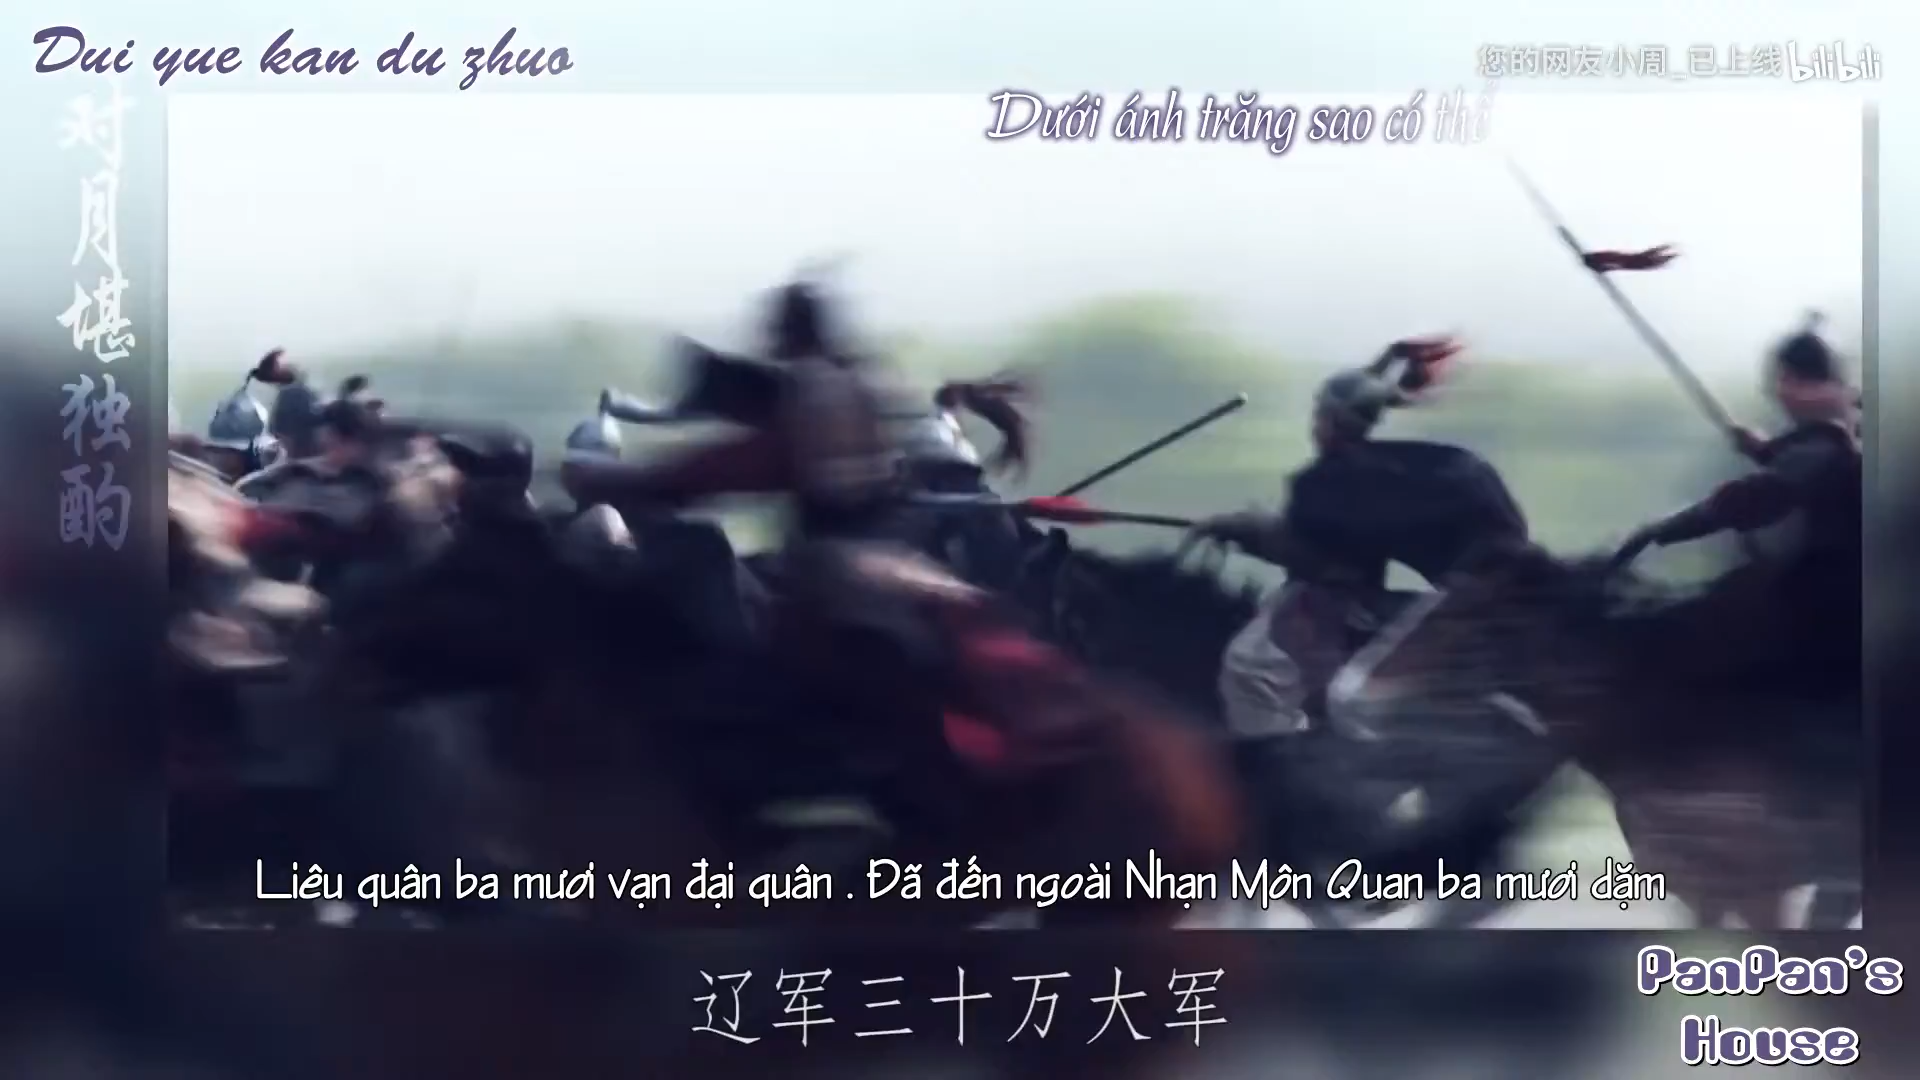 Dui yue kan du zhuo
您的网友小周_已上线 bilibili
Dưới ánh trăng sao có thể
对月堪独酌
Liêu quân ba mươi vạn đại quân . Đã đến ngoài Nhạn Môn Quan ba mươi dặm
辽军三十万大军
PanPan's
House